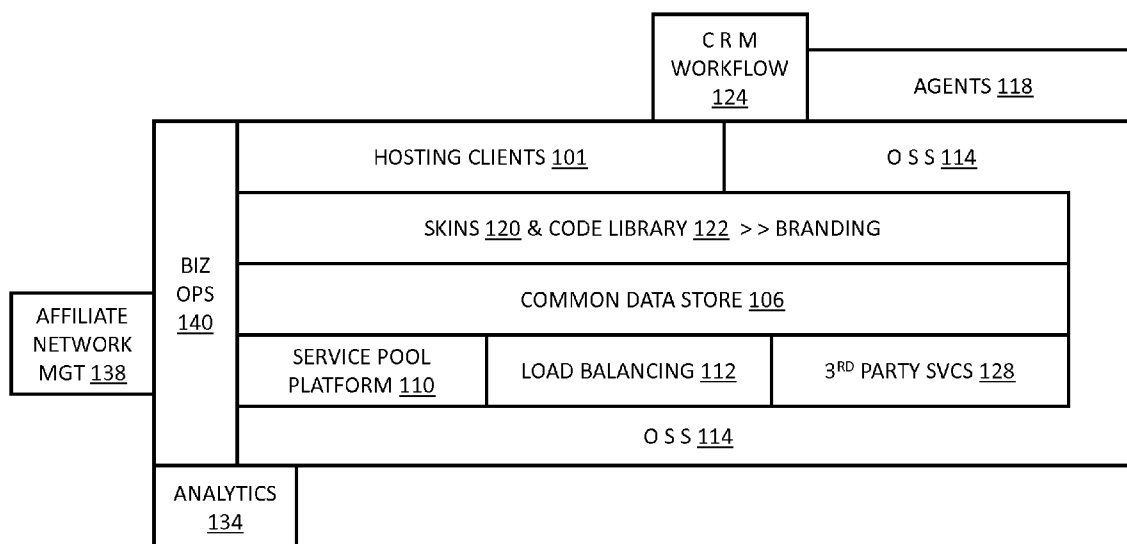 C R M
WORKFLOW
124
AGENTS 118
HOSTING CLIENTS 101
O S S 114
SKINS 120 & CODE LIBRARY 122 > > BRANDING
BIZ
OPS
140
COMMON DATA STORE 106
AFFILIATE
NETWORK
MGT 138
SERVICE POOL
PLATFORM 110
LOAD BALANCING 112
3RD PARTY SVCS 128
O S S 114
ANALYTICS
134